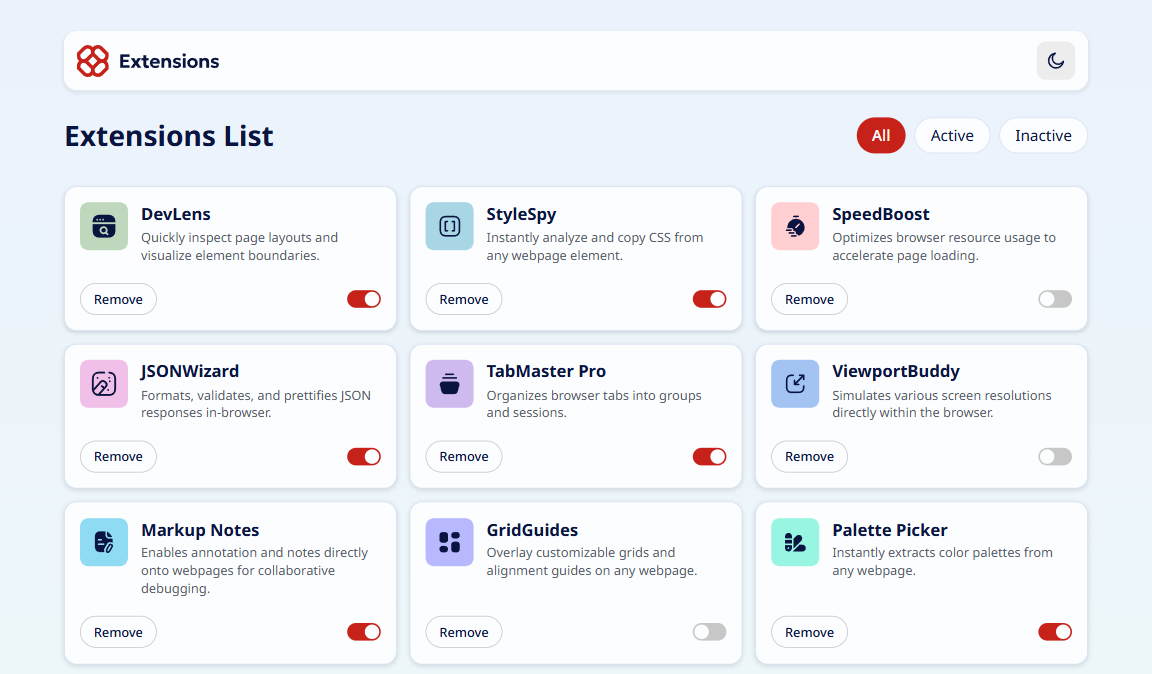 Extensions
Extensions List
All
Active
Inactive
DevLens
Quickly inspect page layouts and
visualize element boundaries.
Remove
StyleSpy
Instantly analyze and copy CSS from
any webpage element.
Remove
SpeedBoost
Optimizes browser resource usage to
accelerate page loading.
Remove
JSONWizard
Formats, validates, and prettifies JSON
responses in-browser.
Remove
TabMaster Pro
Organizes browser tabs into groups
and sessions.
Remove
ViewportBuddy
Simulates various screen resolutions
directly within the browser.
Remove
Markup Notes
Enables annotation and notes directly
onto webpages for collaborative
debugging.
Remove
GridGuides
Overlay customizable grids and
alignment guides on any webpage.
Remove
Palette Picker
Instantly extracts color palettes from
any webpage.
Remove